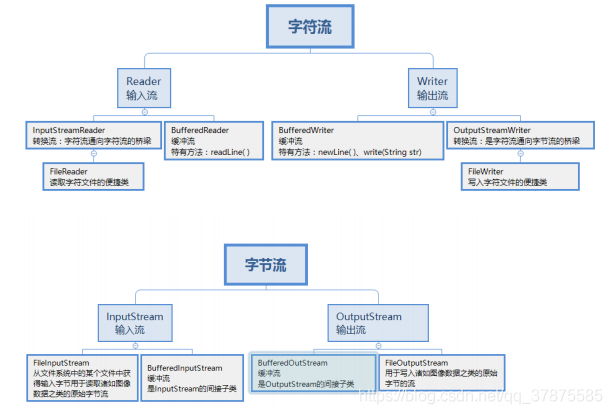 字符流
Reader
输入流
Writer
输出流
InputStreamReader
转换流：字符流通向字符流的桥梁
BufferedReader
缓冲流
特有方法：readLine( )
BufferedWriter
缓冲流
特有方法：newLine( )、write(String str)
OutputStreamWriter
转换流：是字符流通向字节流的桥梁
FileReader
读取字符文件的便捷类
FileWriter
写入字符文件的便捷类
字节流
InputStream
输入流
OutputStream
输出流
FileInputStream
从文件系统中的某个文件中获
得输入字节用于读取诸如图像
数据之类的原始字节流
BufferedInputStream
缓冲流
是InputStream的间接子类
BufferedOutStream
缓冲流
是OutputStream的间接子类
FileOutputStream
用于写入诸如图像数据之类的原始
字节的流
https://blog.csdn.net/qq_37875585